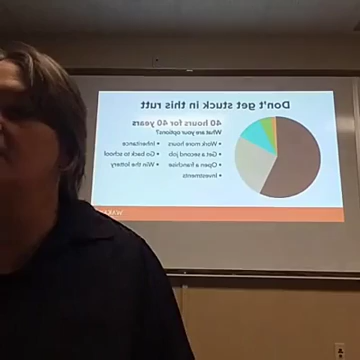 Don't get stuck in this rutt
40 hours for 40 years
What are your option?
• Work more hours
• Get a second job
• Open a franchise
• Investments
• Inheritance
• Go back to school
• Win the lottery